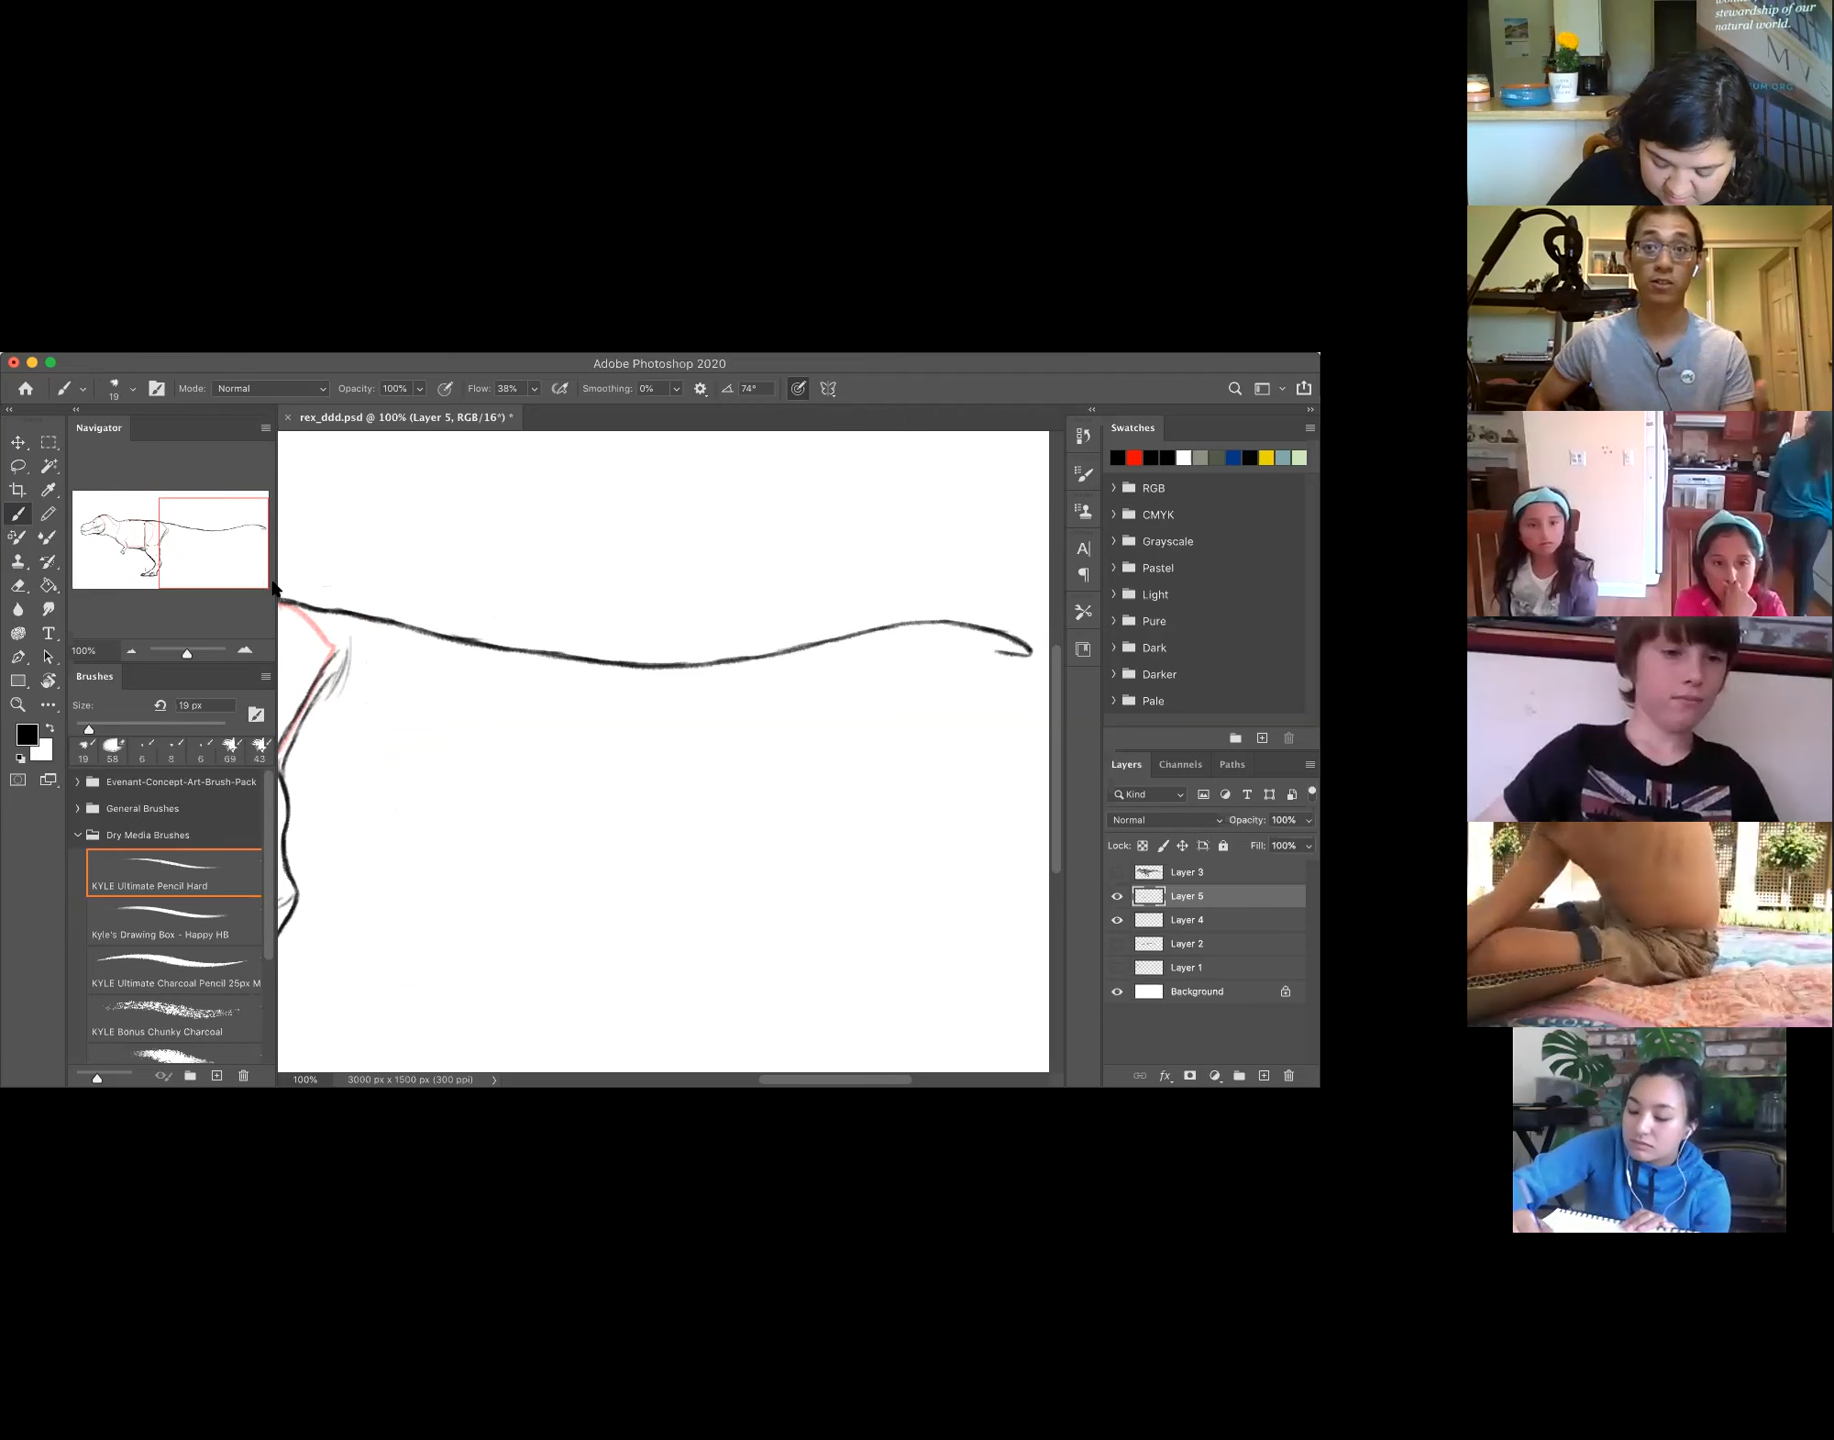 stewardship of our
natural world.
UM.ORG
Adobe Photoshop 2020
19
Mode: Normal
Opacity: 100%
Flow: 38%
Smoothing: 0%
74°
rex_ddd.psd @ 100% (Layer 5, RGB/16*) *
Navigator
100%
Brushes
Size:
19 px
19 58 6 8 6 69 43
Evenant-Concept-Art-Brush-Pack
General Brushes
Dry Media Brushes
KYLE Ultimate Pencil Hard
Kyle's Drawing Box - Happy HB
KYLE Ultimate Charcoal Pencil 25px M
KYLE Bonus Chunky Charcoal
100%
3000 px x 1500 px (300 ppi)
Swatches
RGB
CMYK
Grayscale
Pastel
Light
Pure
Dark
Darker
Pale
Layers Channels Paths
Kind
Normal
Opacity: 100%
Lock:
Fill: 100%
Layer 3
Layer 5
Layer 4
Layer 2
Layer 1
Background